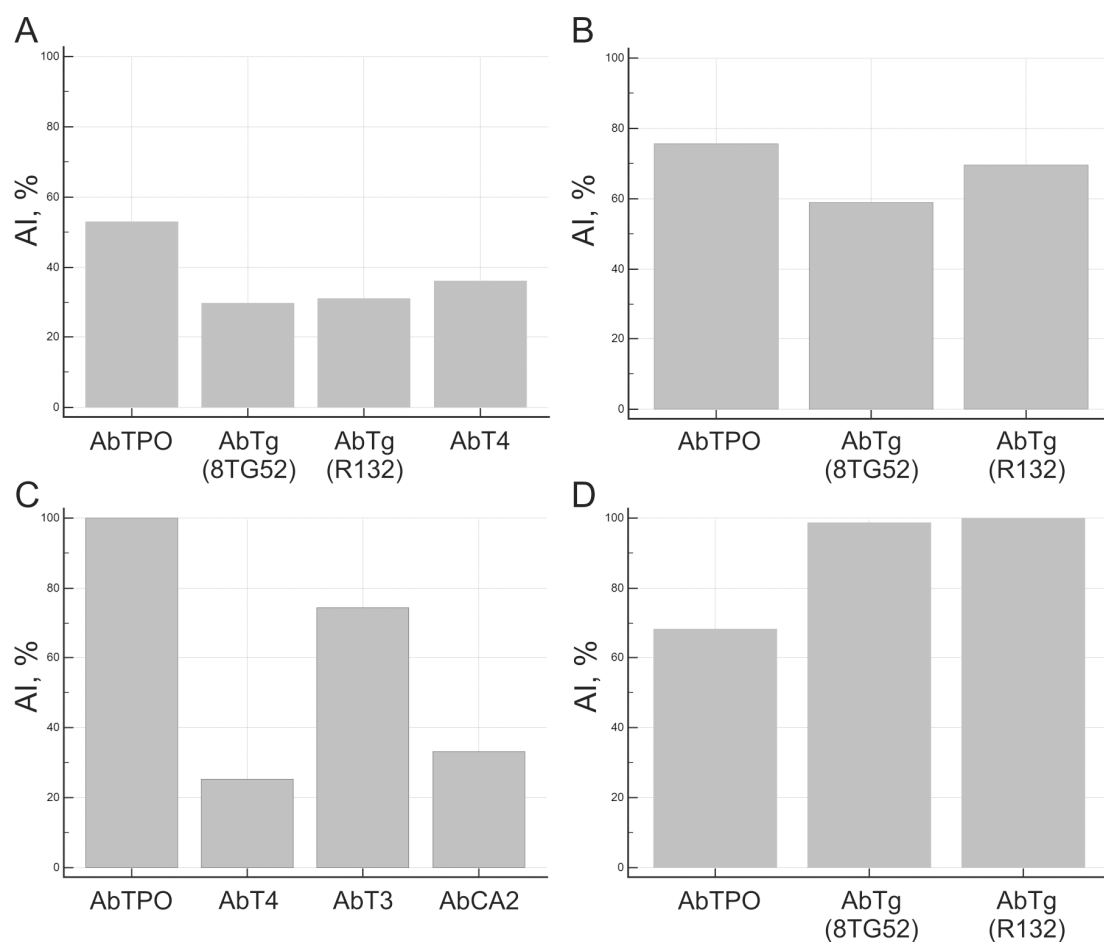 A
AI, %
100
80
60
40
20
0
AbTPO
AbTg
(8TG52)
AbTg
(R132)
AbT4
B
AI, %
100
80
60
40
20
0
AbTPO
AbTg
(8TG52)
AbTg
(R132)
C
AI, %
100
80
60
40
20
0
AbTPO
AbT4
AbT3
AbCA2
D
AI, %
100
80
60
40
20
0
AbTPO
AbTg
(8TG52)
AbTg
(R132)